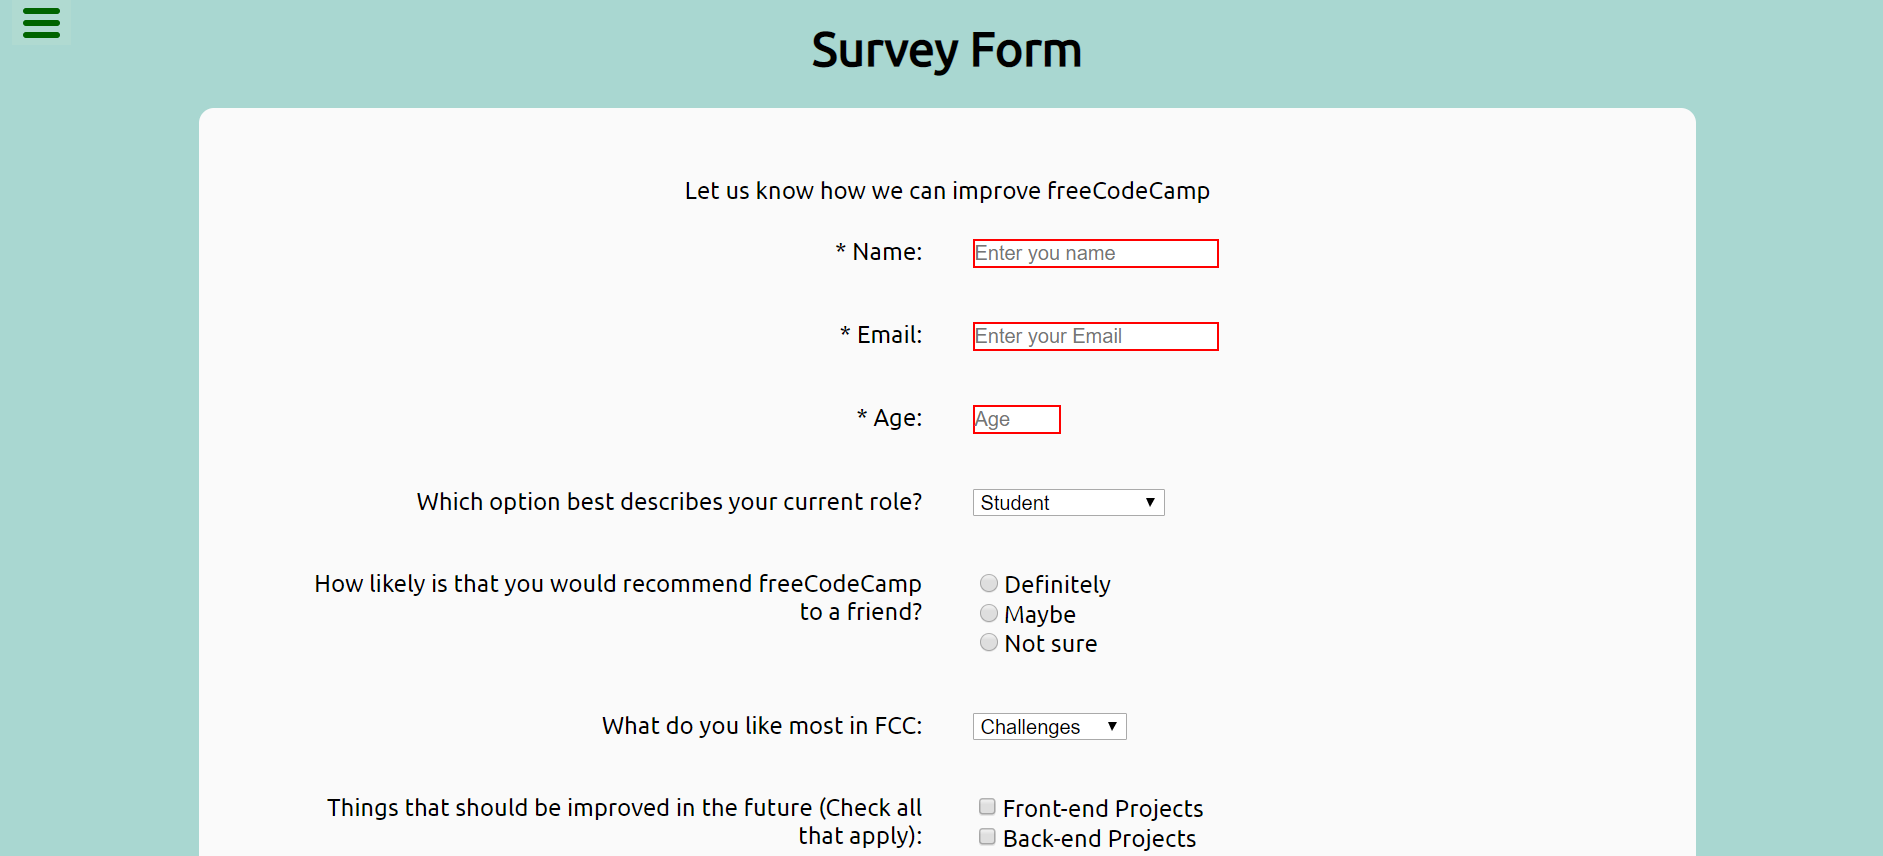 Survey Form
Let us know how we can improve freeCodeCamp
* Name: Enter you name
* Email: Enter your Email
* Age: Age
Which option best describes your current role? Student
How likely is that you would recommend freeCodeCamp
to a friend?
Definitely
Maybe
Not sure
What do you like most in FCC: Challenges
Things that should be improved in the future (Check all
that apply):
Front-end Projects
Back-end Projects